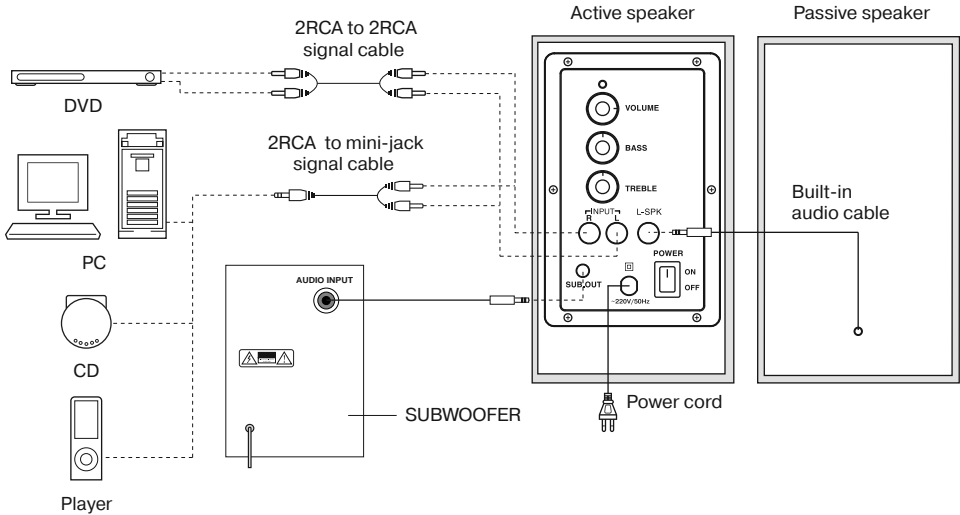 Active speaker
Passive speaker
2RCA to 2RCA
signal cable
DVD
VOLUME
BASS
2RCA to mini-jack
signal cable
TREBLE
INPUT
R
L
L-SPK
Built-in
audio cable
PC
POWER
ON
OFF
SUB OUT
~220V/50Hz
AUDIO INPUT
CD
Power cord
SUBWOOFER
Player